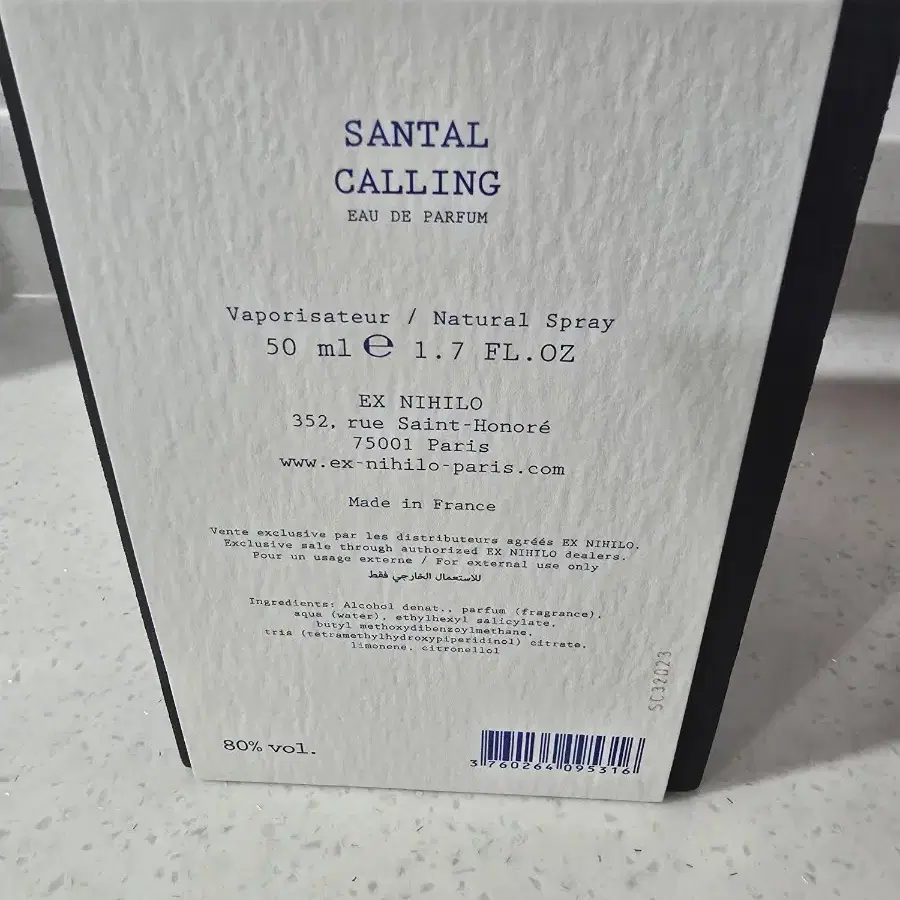 SANTAL
CALLING
EAU DE PARFUM
Vaporisateur / Natural Spray
50 ml ℮ 1.7 FL.OZ
EX NIHILO
352, rue Saint-Honoré
75001 Paris
www.ex-nihilo-paris.com
Made in France
Vente exclusive par les distributeurs agréés EX NIHILO.
Exclusive sale through authorized EX NIHILO dealers.
Pour un usage externe / For external use only
للاستعمال الخارجي فقط
Ingredients: Alcohol denat., parfum (fragrance),
aqua (water), ethylhexyl salicylate,
butyl methoxydibenzoylmethane,
tris (tetramethylhydroxypiperidinol) citrate,
limonene, citronellol
SC32023
80% vol.
3 760264 095316